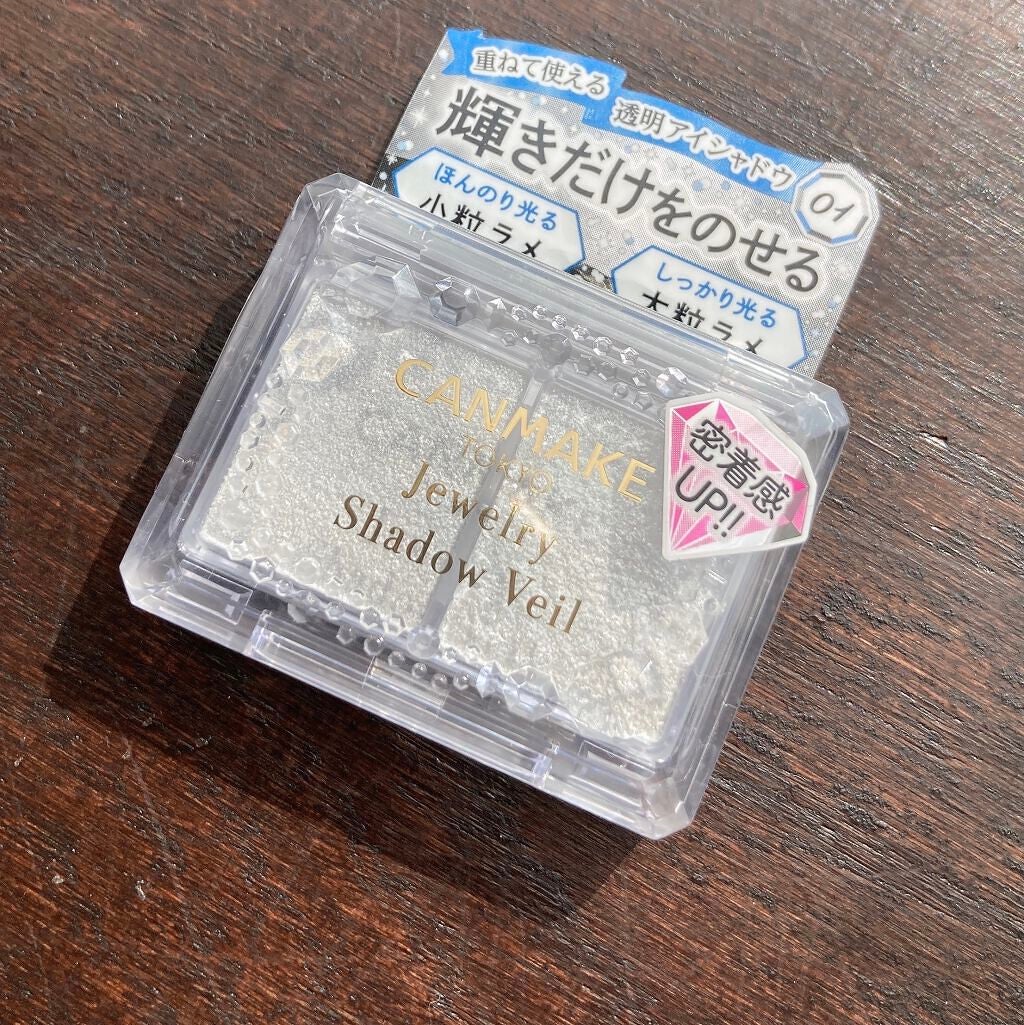 重ねて使える
透明アイシャドウ
輝きだけをのせる
01
ほんのり光る
小粒ラメ
しっかり光る
大粒ラメ
CANMAKE
TOKYO
Jewelry
Shadow Veil
密着感
UP!!